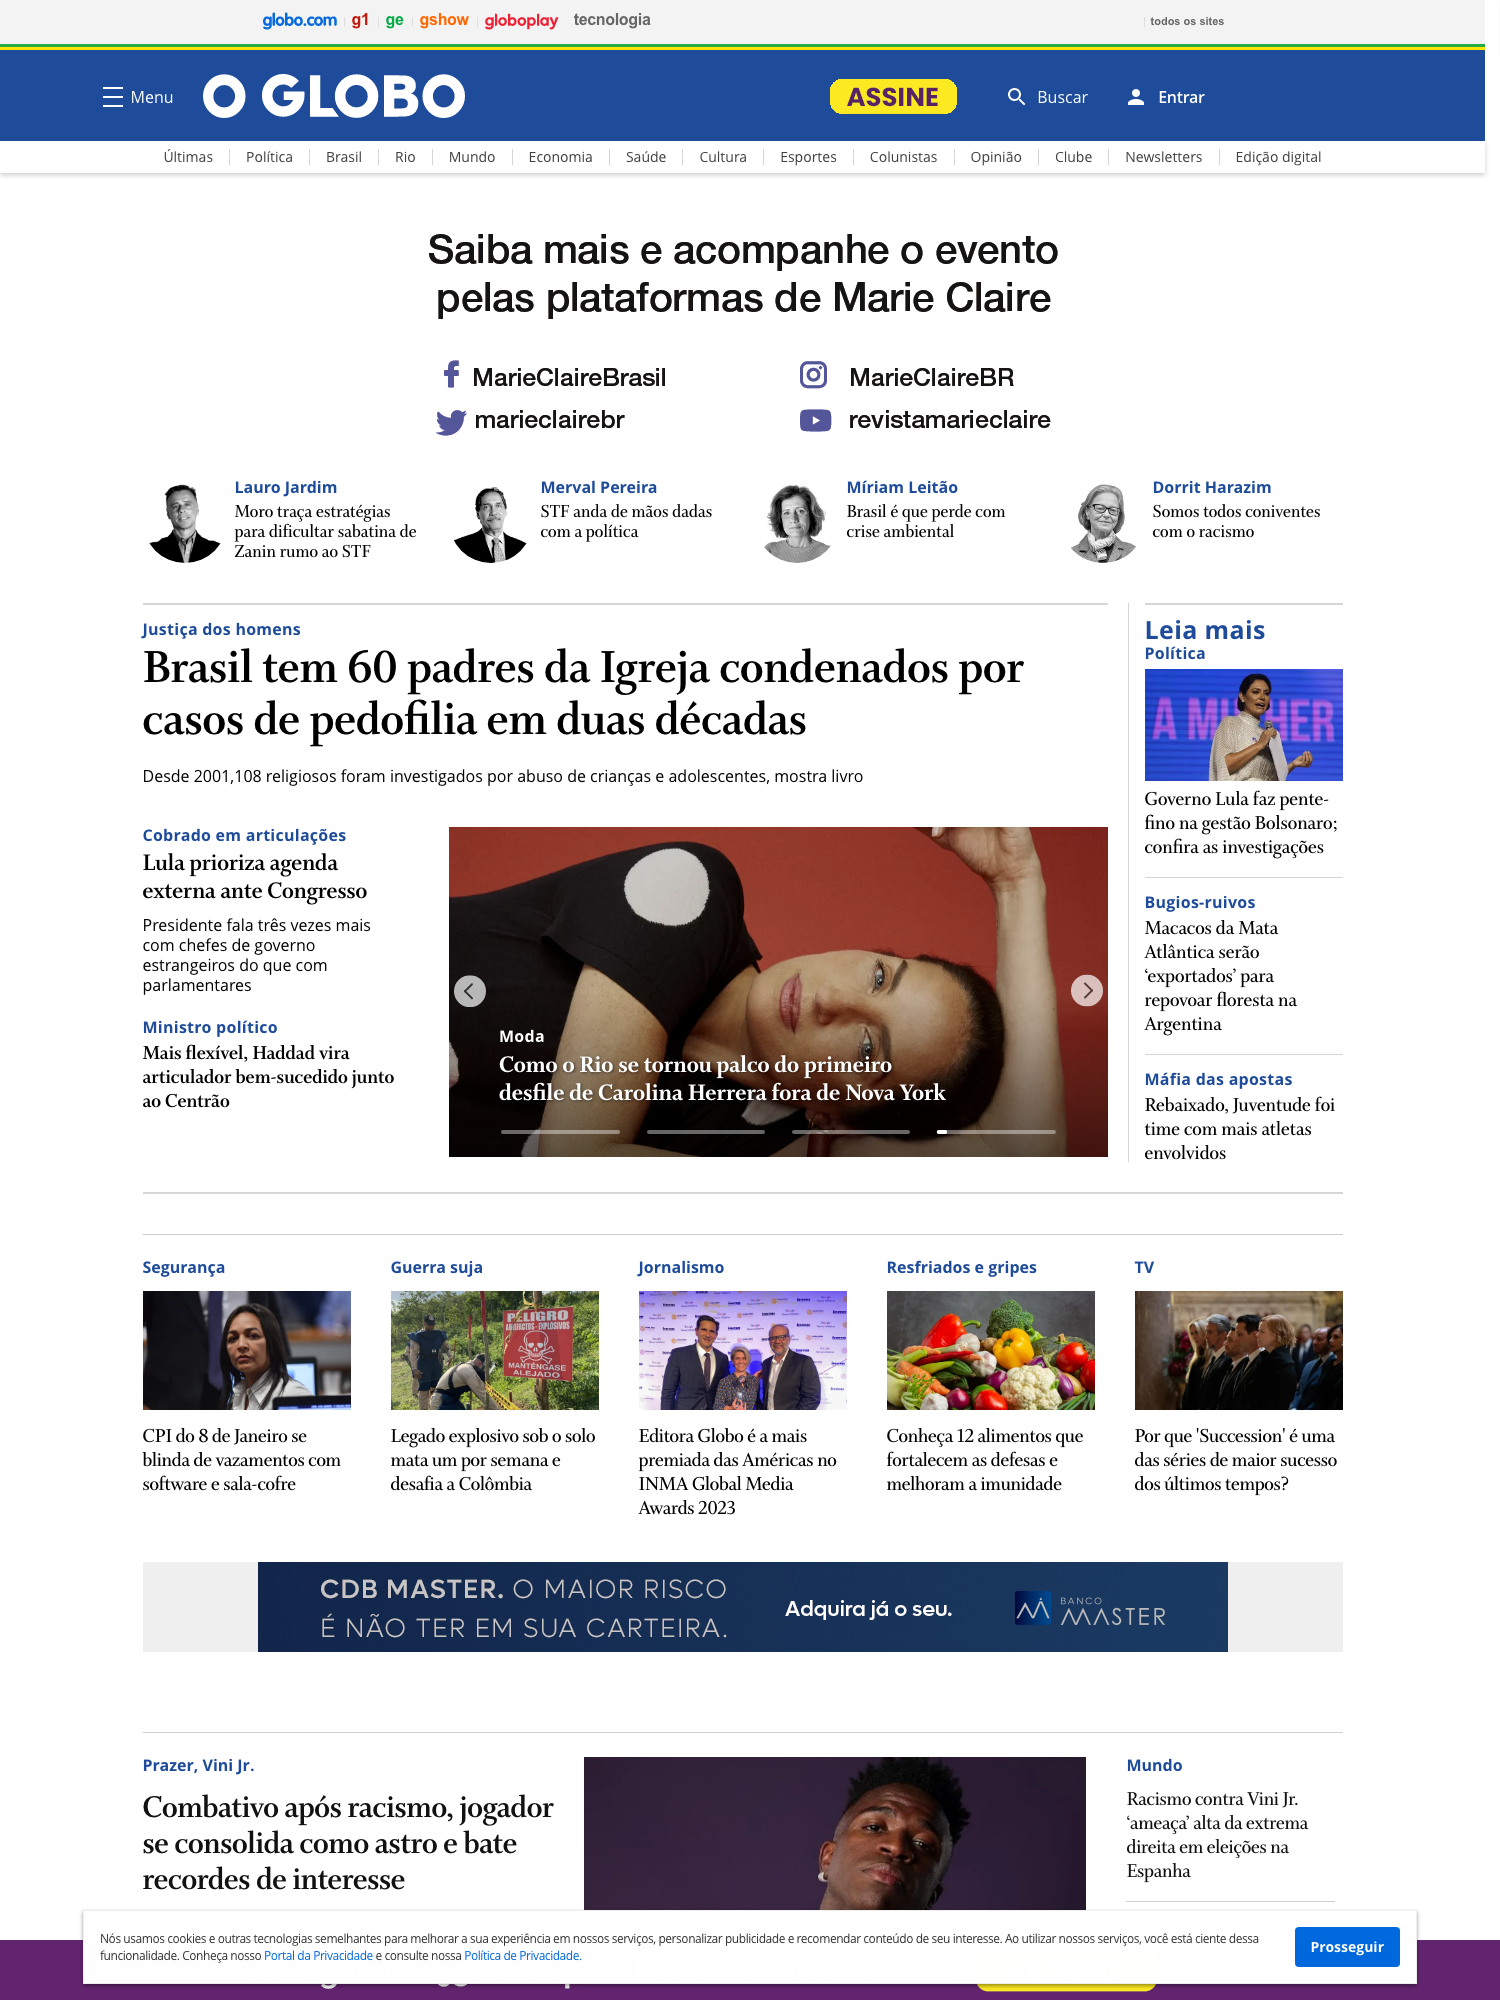 globo.com g1 ge gshow globoplay tecnologia todos os sites
Menu O GLOBO ASSINE Buscar Entrar
Últimas Política Brasil Rio Mundo Economia Saúde Cultura Esportes Colunistas Opinião Clube Newsletters Edição digital
Saiba mais e acompanhe o evento
pelas plataformas de Marie Claire
MarieClaireBrasil MarieClaireBR
marieclairebr revistamarieclaire
Lauro Jardim
Moro traça estratégias
para dificultar sabatina de
Zanin rumo ao STF
Merval Pereira
STF anda de mãos dadas
com a política
Míriam Leitão
Brasil é que perde com
crise ambiental
Dorrit Harazim
Somos todos coniventes
com o racismo
Justiça dos homens
Brasil tem 60 padres da Igreja condenados por
casos de pedofilia em duas décadas
Desde 2001,108 religiosos foram investigados por abuso de crianças e adolescentes, mostra livro
Cobrado em articulações
Lula prioriza agenda
externa ante Congresso
Presidente fala três vezes mais
com chefes de governo
estrangeiros do que com
parlamentares
Ministro político
Mais flexível, Haddad vira
articulador bem-sucedido junto
ao Centrão
Moda
Como o Rio se tornou palco do primeiro
desfile de Carolina Herrera fora de Nova York
Leia mais
Política
A MULHER
Governo Lula faz pente-
fino na gestão Bolsonaro;
confira as investigações
Bugios-ruivos
Macacos da Mata
Atlântica serão
‘exportados’ para
repovoar floresta na
Argentina
Máfia das apostas
Rebaixado, Juventude foi
time com mais atletas
envolvidos
Segurança
CPI do 8 de Janeiro se
blinda de vazamentos com
software e sala-cofre
Guerra suja
PELIGRO
ARTEFACTOS EXPLOSIVOS
MANTÉNGASE
ALEJADO
Legado explosivo sob o solo
mata um por semana e
desafia a Colômbia
Jornalismo
Editora Globo é a mais
premiada das Américas no
INMA Global Media
Awards 2023
Resfriados e gripes
Conheça 12 alimentos que
fortalecem as defesas e
melhoram a imunidade
TV
Por que 'Succession' é uma
das séries de maior sucesso
dos últimos tempos?
CDB MASTER. O MAIOR RISCO
É NÃO TER EM SUA CARTEIRA.
Adquira já o seu.
BANCO
MASTER
Prazer, Vini Jr.
Combativo após racismo, jogador
se consolida como astro e bate
recordes de interesse
Mundo
Racismo contra Vini Jr.
‘ameaça’ alta da extrema
direita em eleições na
Espanha
Nós usamos cookies e outras tecnologias semelhantes para melhorar a sua experiência em nossos serviços, personalizar publicidade e recomendar conteúdo de seu interesse. Ao utilizar nossos serviços, você está ciente dessa
funcionalidade. Conheça nosso Portal da Privacidade e consulte nossa Política de Privacidade.
Prosseguir